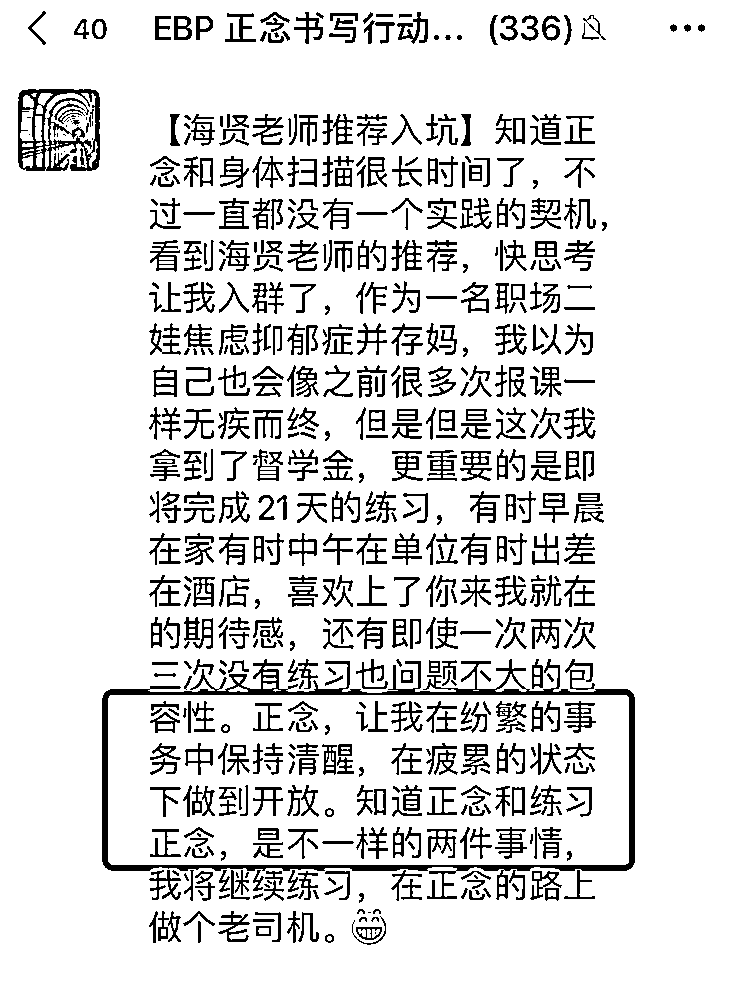 40 EBP 正念书写行动... (336)
【海贤老师推荐入坑】知道正
念和身体扫描很长时间了，不
过一直都没有一个实践的契机，
看到海贤老师的推荐，快思考
让我入群了，作为一名职场二
娃焦虑抑郁症并存妈，我以为
自己也会像之前很多次报课一
样无疾而终，但是但是这次我
拿到了督学金，更重要的是即
将完成21天的练习，有时早晨
在家有时中午在单位有时出差
在酒店，喜欢上了你来我就在
的期待感，还有即使一次两次
三次没有练习也问题不大的包
容性。正念，让我在纷繁的事
务中保持清醒，在疲累的状态
下做到开放。知道正念和练习
正念，是不一样的两件事情，
我将继续练习，在正念的路上
做个老司机。😁